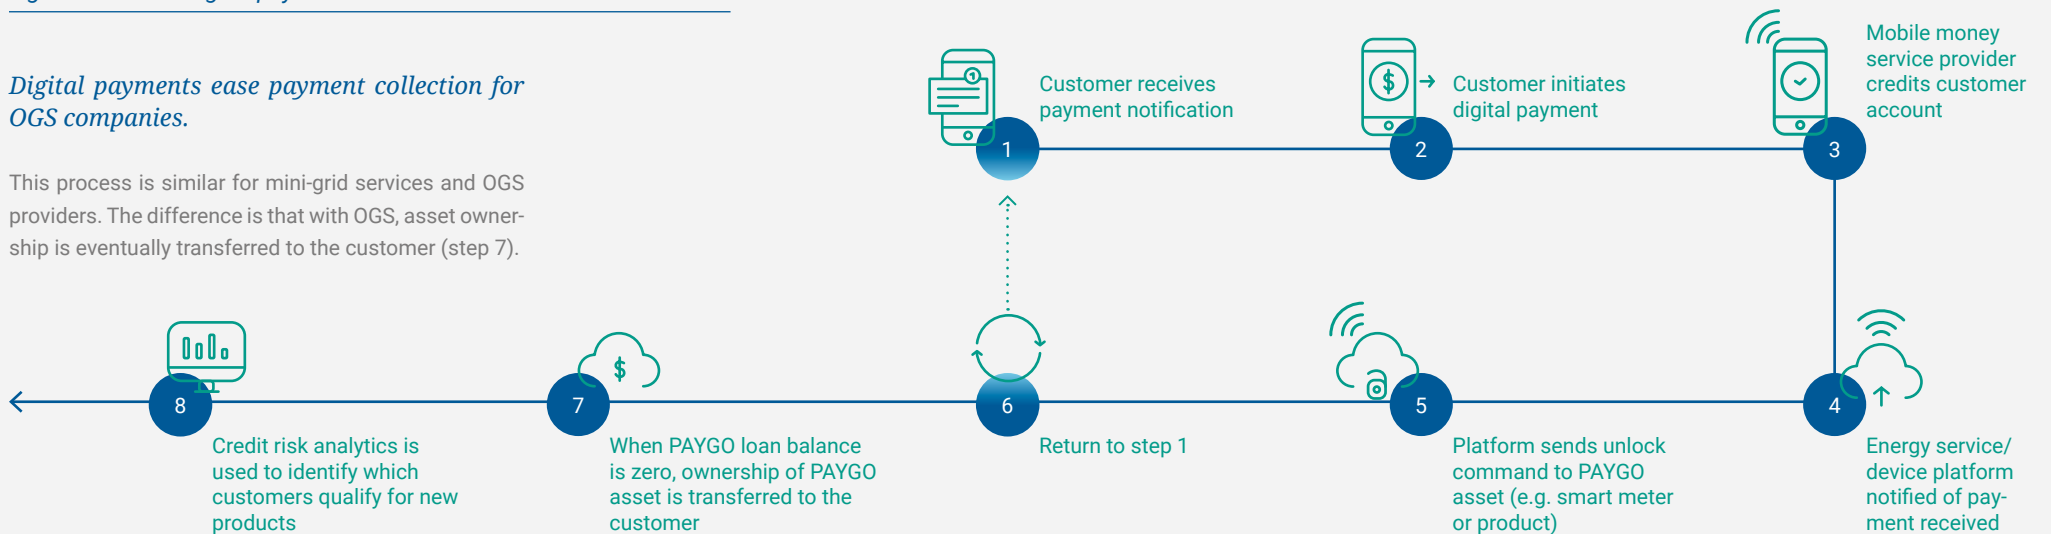 Digital payments ease payment collection for
OGS companies.
This process is similar for mini-grid services and OGS
providers. The difference is that with OGS, asset owner-
ship is eventually transferred to the customer (step 7).
1
Customer receives
payment notification
$
2
Customer initiates
digital payment
3
Mobile money
service provider
credits customer
account
4
Energy service/
device platform
notified of pay-
ment received
5
Platform sends unlock
command to PAYGO
asset (e.g. smart meter
or product)
6
Return to step 1
$
7
When PAYGO loan balance
is zero, ownership of PAYGO
asset is transferred to the
customer
8
Credit risk analytics is
used to identify which
customers qualify for new
products